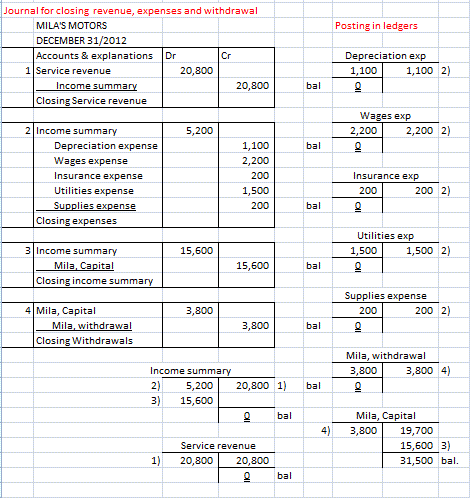 Journal for closing revenue, expenses and withdrawal
MILA'S MOTORS Posting in ledgers
DECEMBER 31/2012
Accounts & explanations Dr Cr Depreciation exp
1 Service revenue 20,800 1,100 1,100 2)
Income summary 20,800 bal 0
Closing Service revenue
Wages exp
2 Income summary 5,200 2,200 2,200 2)
Depreciation expense 1,100 bal 0
Wages expense 2,200
Insurance expense 200 Insurance exp
Utilities expense 1,500 200 200 2)
Supplies expense 200 bal 0
Closing expenses
Utilities exp
3 Income summary 15,600 1,500 1,500 2)
Mila, Capital 15,600 bal 0
Closing income summary
Supplies expense
4 Mila, Capital 3,800 200 200 2)
Mila, withdrawal 3,800 bal 0
Closing Withdrawals
Mila, withdrawal
Income summary 3,800 3,800 4)
2) 5,200 20,800 1) bal 0
3) 15,600
0 bal Mila, Capital
4) 3,800 19,700
Service revenue 15,600 3)
1) 20,800 20,800 31,500 bal.
0 bal